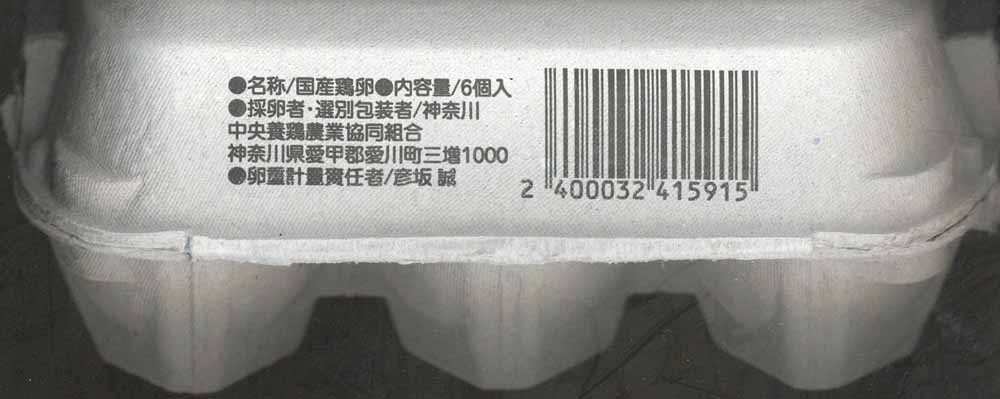 ●名称/国産鶏卵●内容量/6個入
●採卵者・選別包装者/神奈川
中央養鶏農業協同組合
神奈川県愛甲郡愛川町三増1000
●卵重計量責任者/彦坂 誠
2 400032 415915